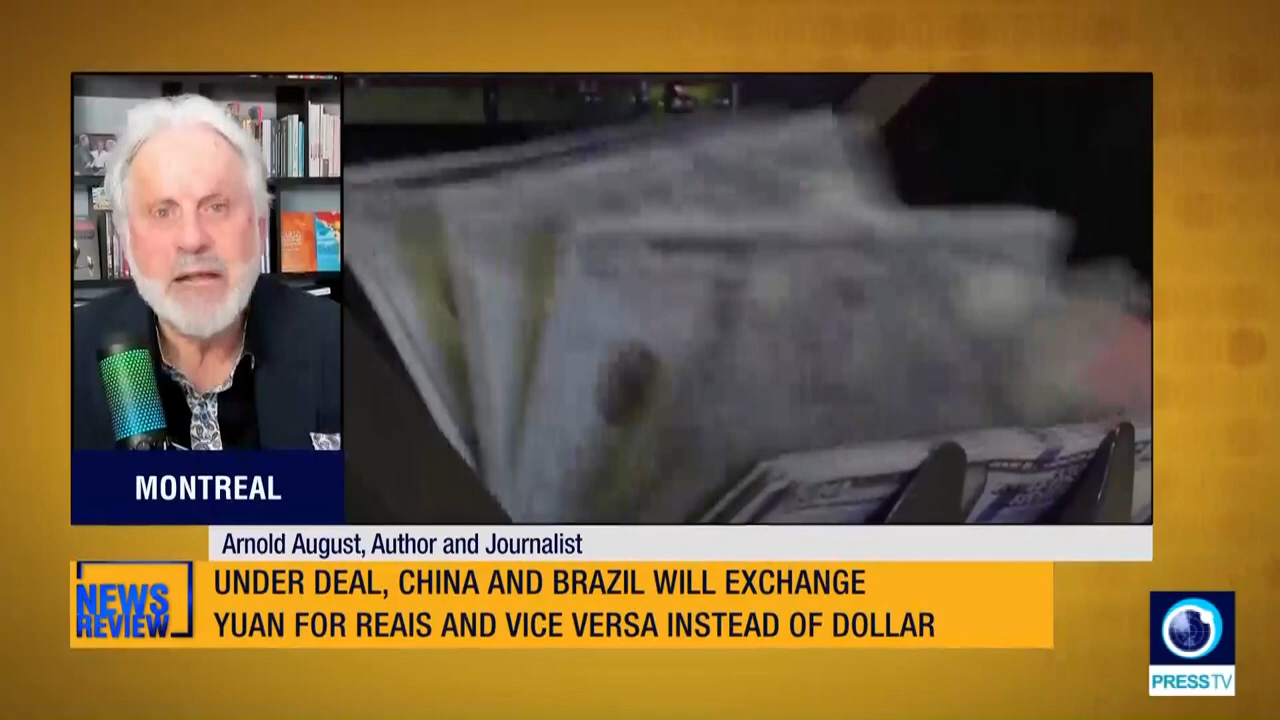 MONTREAL
Arnold August, Author and Journalist
NEWS
REVIEW
UNDER DEAL, CHINA AND BRAZIL WILL EXCHANGE
YUAN FOR REAIS AND VICE VERSA INSTEAD OF DOLLAR
PRESSTV